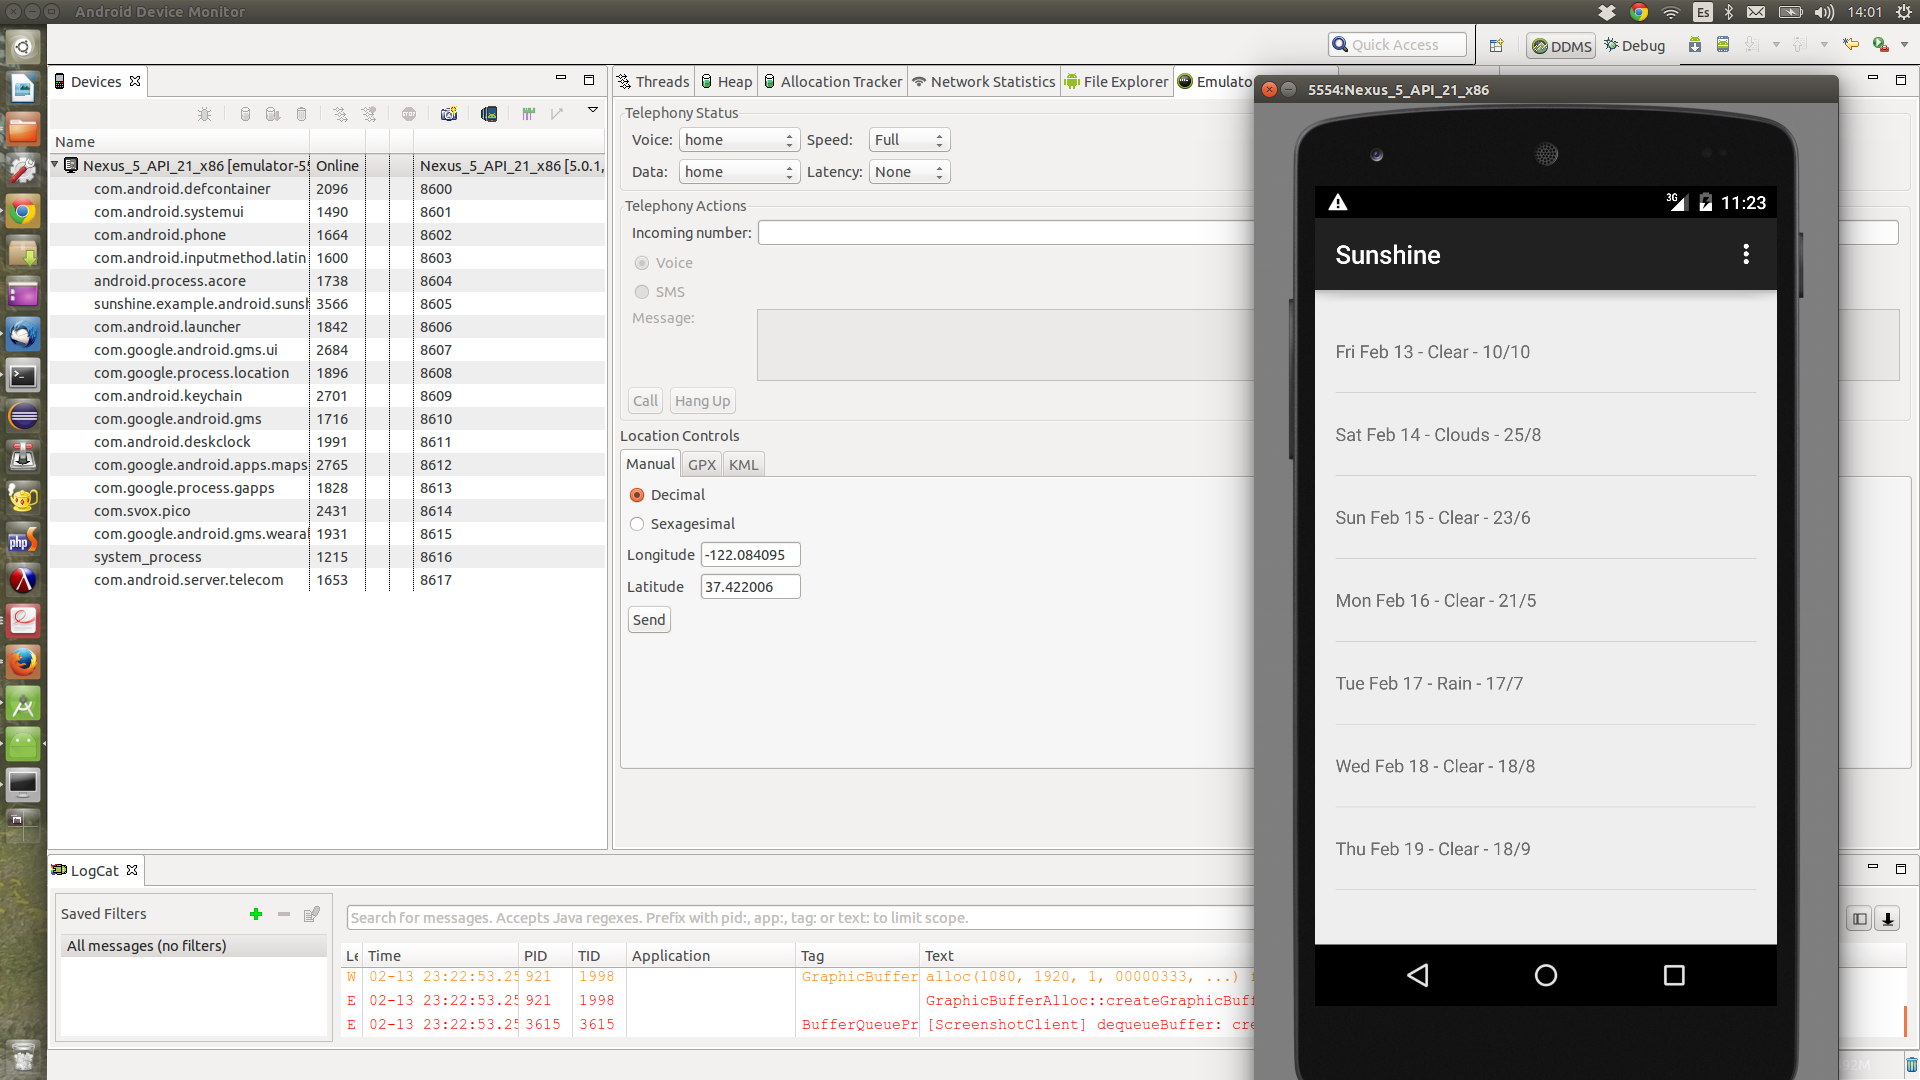 Android Device Monitor
Es
14:01
Quick Access
DDMS
Debug
Devices
Name
Nexus_5_API_21_x86 [emulator-55 Online Nexus_5_API_21_x86 [5.0.1,
com.android.defcontainer 2096 8600
com.android.systemui 1490 8601
com.android.phone 1664 8602
com.android.inputmethod.latin 1600 8603
android.process.acore 1738 8604
sunshine.example.android.sunsh 3566 8605
com.android.launcher 1842 8606
com.google.android.gms.ui 2684 8607
com.google.process.location 1896 8608
com.android.keychain 2701 8609
com.google.android.gms 1716 8610
com.android.deskclock 1991 8611
com.google.android.apps.maps 2765 8612
com.google.process.gapps 1828 8613
com.svox.pico 2431 8614
com.google.android.gms.weara 1931 8615
system_process 1215 8616
com.android.server.telecom 1653 8617
Threads
Heap
Allocation Tracker
Network Statistics
File Explorer
Emulato
Telephony Status
Voice: home Speed: Full
Data: home Latency: None
Telephony Actions
Incoming number:
Voice
SMS
Message:
Call Hang Up
Location Controls
Manual GPX KML
Decimal
Sexagesimal
Longitude -122.084095
Latitude 37.422006
Send
5554:Nexus_5_API_21_x86
3G 11:23
Sunshine
Fri Feb 13 - Clear - 10/10
Sat Feb 14 - Clouds - 25/8
Sun Feb 15 - Clear - 23/6
Mon Feb 16 - Clear - 21/5
Tue Feb 17 - Rain - 17/7
Wed Feb 18 - Clear - 18/8
Thu Feb 19 - Clear - 18/9
LogCat
Saved Filters
All messages (no filters)
Search for messages. Accepts Java regexes. Prefix with pid:, app:, tag: or text: to limit scope.
Le Time PID TID Application Tag Text
W 02-13 23:22:53.25 921 1998 GraphicBuffer alloc(1080, 1920, 1, 00000333, ...) f
E 02-13 23:22:53.25 921 1998 GraphicBufferAlloc::createGraphicBuff
E 02-13 23:22:53.25 3615 3615 BufferQueuePr [ScreenshotClient] dequeueBuffer: cre
php